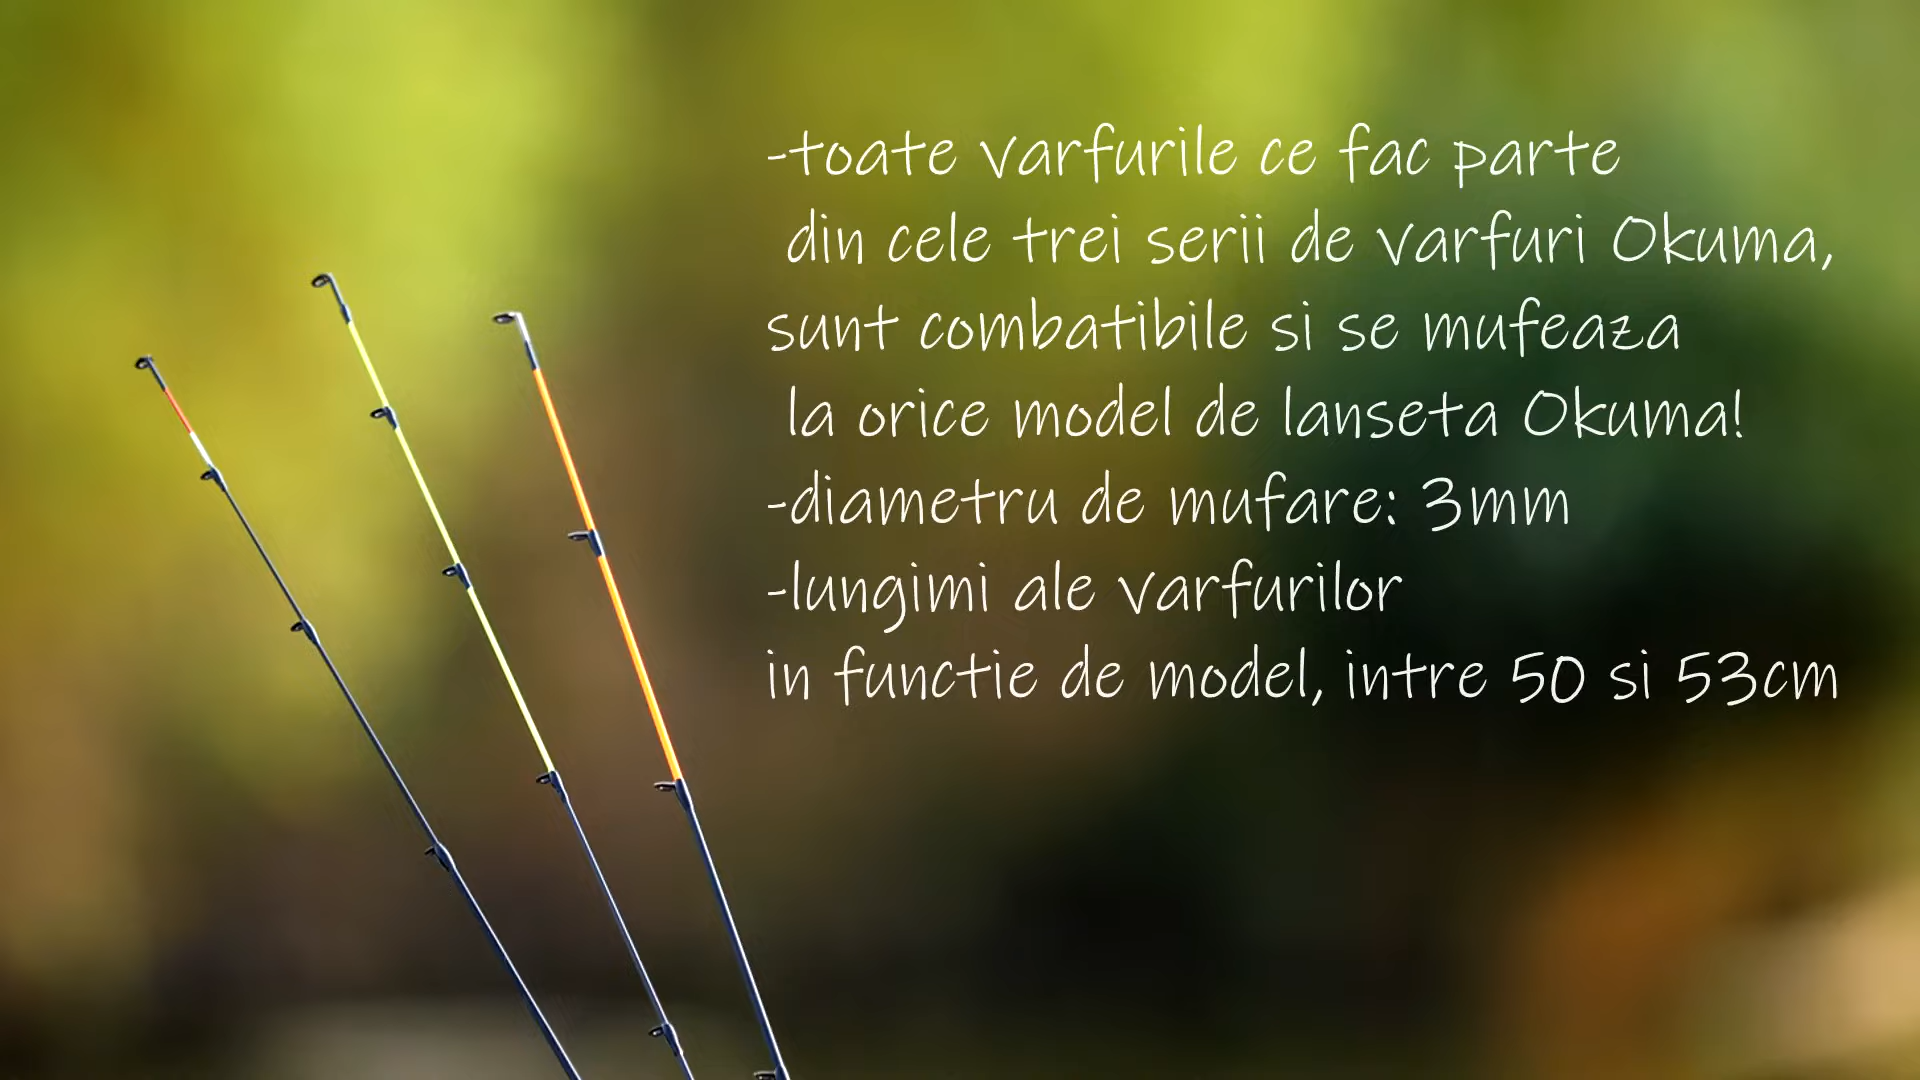 -toate varfurile ce fac parte
din cele trei serii de varfuri Okuma,
sunt combatibile si se mufeaza
la orice model de lanseta Okuma!
-diametru de mufare: 3mm
-lungimi ale varfurilor
in functie de model, intre 50 si 53cm